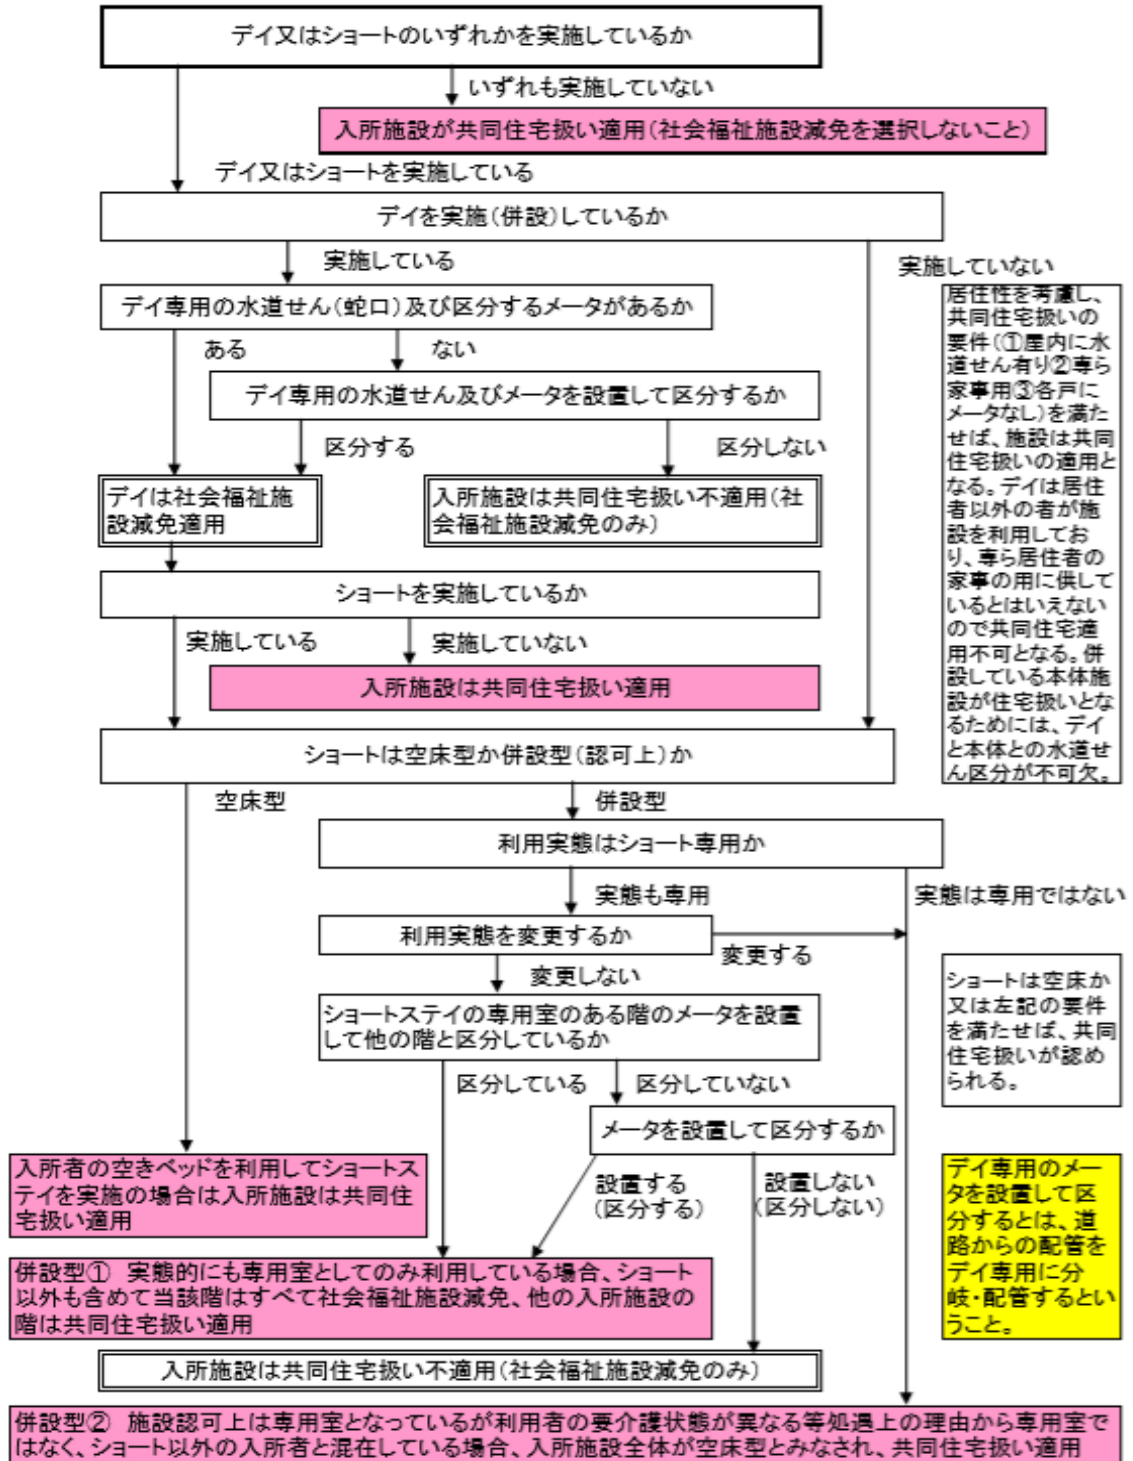 デイ又はショートのいずれかを実施しているか
いずれも実施していない
入所施設が共同住宅扱い適用(社会福祉施設減免を選択しないこと)
デイ又はショートを実施している
デイを実施(併設)しているか
実施している
実施していない
デイ専用の水道せん(蛇口)及び区分するメータがあるか
ある
ない
デイ専用の水道せん及びメータを設置して区分するか
区分する
区分しない
デイは社会福祉施
設減免適用
入所施設は共同住宅扱い不適用(社
会福祉施設減免のみ)
居住性を考慮し、
共同住宅扱いの
要件(①屋内に水
道せん有り②専ら
家事用③各戸に
メータなし)を満た
せば、施設は共同
住宅扱いの適用と
なる。デイは居住
者以外の者が施
設を利用してお
り、専ら居住者の
家事の用に供して
いるとはいえない
ので共同住宅適
用不可となる。併
設している本体施
設が住宅扱いとな
るためには、デイ
と本体との水道せ
ん区分が不可欠。
ショートを実施しているか
実施している
実施していない
入所施設は共同住宅扱い適用
ショートは空床型か併設型(認可上)か
空床型
併設型
利用実態はショート専用か
実態も専用
実態は専用ではない
利用実態を変更するか
変更する
変更しない
ショートステイの専用室のある階のメータを設置
して他の階と区分しているか
ショートは空床か
又は左記の要件
を満たせば、共同
住宅扱いが認め
られる。
区分している
区分していない
メータを設置して区分するか
設置する
(区分する)
設置しない
(区分しない)
入所者の空きベッドを利用してショートス
テイを実施の場合は入所施設は共同住
宅扱い適用
デイ専用のメー
タを設置して区
分するとは、道
路からの配管を
デイ専用に分
岐・配管するとい
うこと。
併設型① 実態的にも専用室としてのみ利用している場合、ショート
以外も含めて当該階はすべて社会福祉施設減免、他の入所施設の
階は共同住宅扱い適用
入所施設は共同住宅扱い不適用(社会福祉施設減免のみ)
併設型② 施設認可上は専用室となっているが利用者の要介護状態が異なる等処遇上の理由から専用室で
はなく、ショート以外の入所者と混在している場合、入所施設全体が空床型とみなされ、共同住宅扱い適用